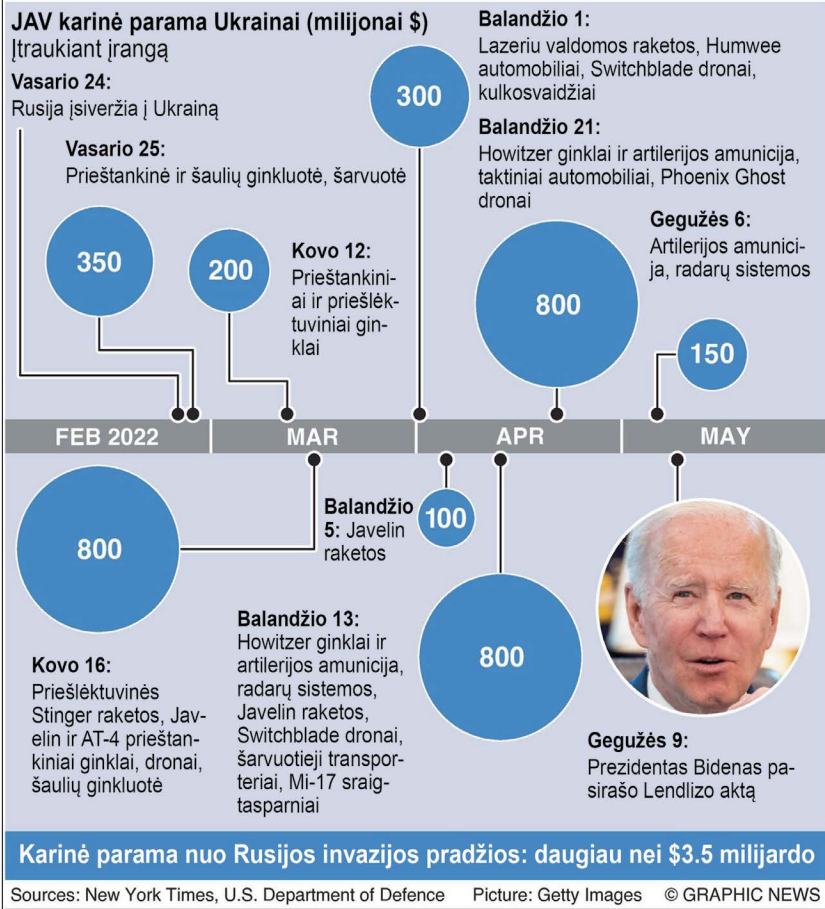 JAV karinė parama Ukrainai (milijonai $)
Įtraukiant įrangą
Vasario 24:
Rusija įsiveržia į Ukrainą
Vasario 25:
Prieštankinė ir šaulių ginkluotė, šarvuotė
350
200
Kovo 12:
Prieštankini-
ai ir priešlėk-
tuviniai gin-
klai
300
Balandžio 1:
Lazeriu valdomos raketos, Humwee
automobiliai, Switchblade dronai,
kulkosvaidžiai
Balandžio 21:
Howitzer ginklai ir artilerijos amunicija,
taktiniai automobiliai, Phoenix Ghost
dronai
800
Gegužės 6:
Artilerijos amunici-
ja, radarų sistemos
150
FEB 2022
MAR
APR
MAY
800
Kovo 16:
Priešlėktuvinės
Stinger raketos, Jav-
elin ir AT-4 prieštan-
kiniai ginklai, dronai,
šaulių ginkluotė
Balandžio
5: Javelin
raketos
100
Balandžio 13:
Howitzer ginklai ir
artilerijos amunicija,
radarų sistemos,
Javelin raketos,
Switchblade dronai,
šarvuotieji transpor-
teriai, Mi-17 sraig-
tasparniai
800
Gegužės 9:
Prezidentas Bidenas pa-
sirašo Lendlizo aktą
Karinė parama nuo Rusijos invazijos pradžios: daugiau nei $3.5 milijardo
Sources: New York Times, U.S. Department of Defence Picture: Getty Images © GRAPHIC NEWS